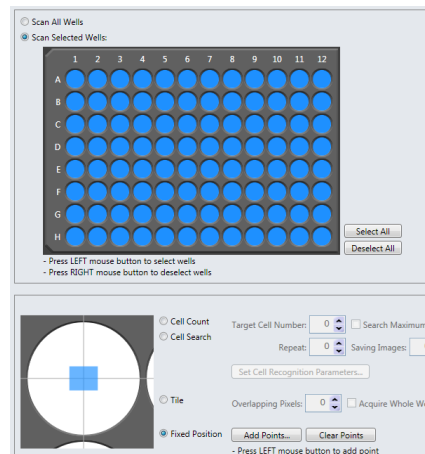 Scan All Wells
Scan Selected Wells:
1 2 3 4 5 6 7 8 9 10 11 12
A
B
C
D
E
F
G
H
Select All
Deselect All
- Press LEFT mouse button to select wells
- Press RIGHT mouse button to deselect wells
Cell Count
Target Cell Number: 0 Search Maximum
Cell Search
Repeat: 0 Saving Images:
Set Cell Recognition Parameters...
Tile
Overlapping Pixels: 0 Acquire Whole We
Fixed Position
Add Points... Clear Points
- Press LEFT mouse button to add point